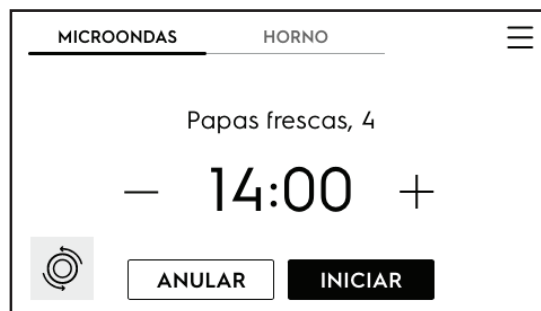 MICROONDAS HORNO
Papas frescas, 4
— 14:00 +
ANULAR INICIAR